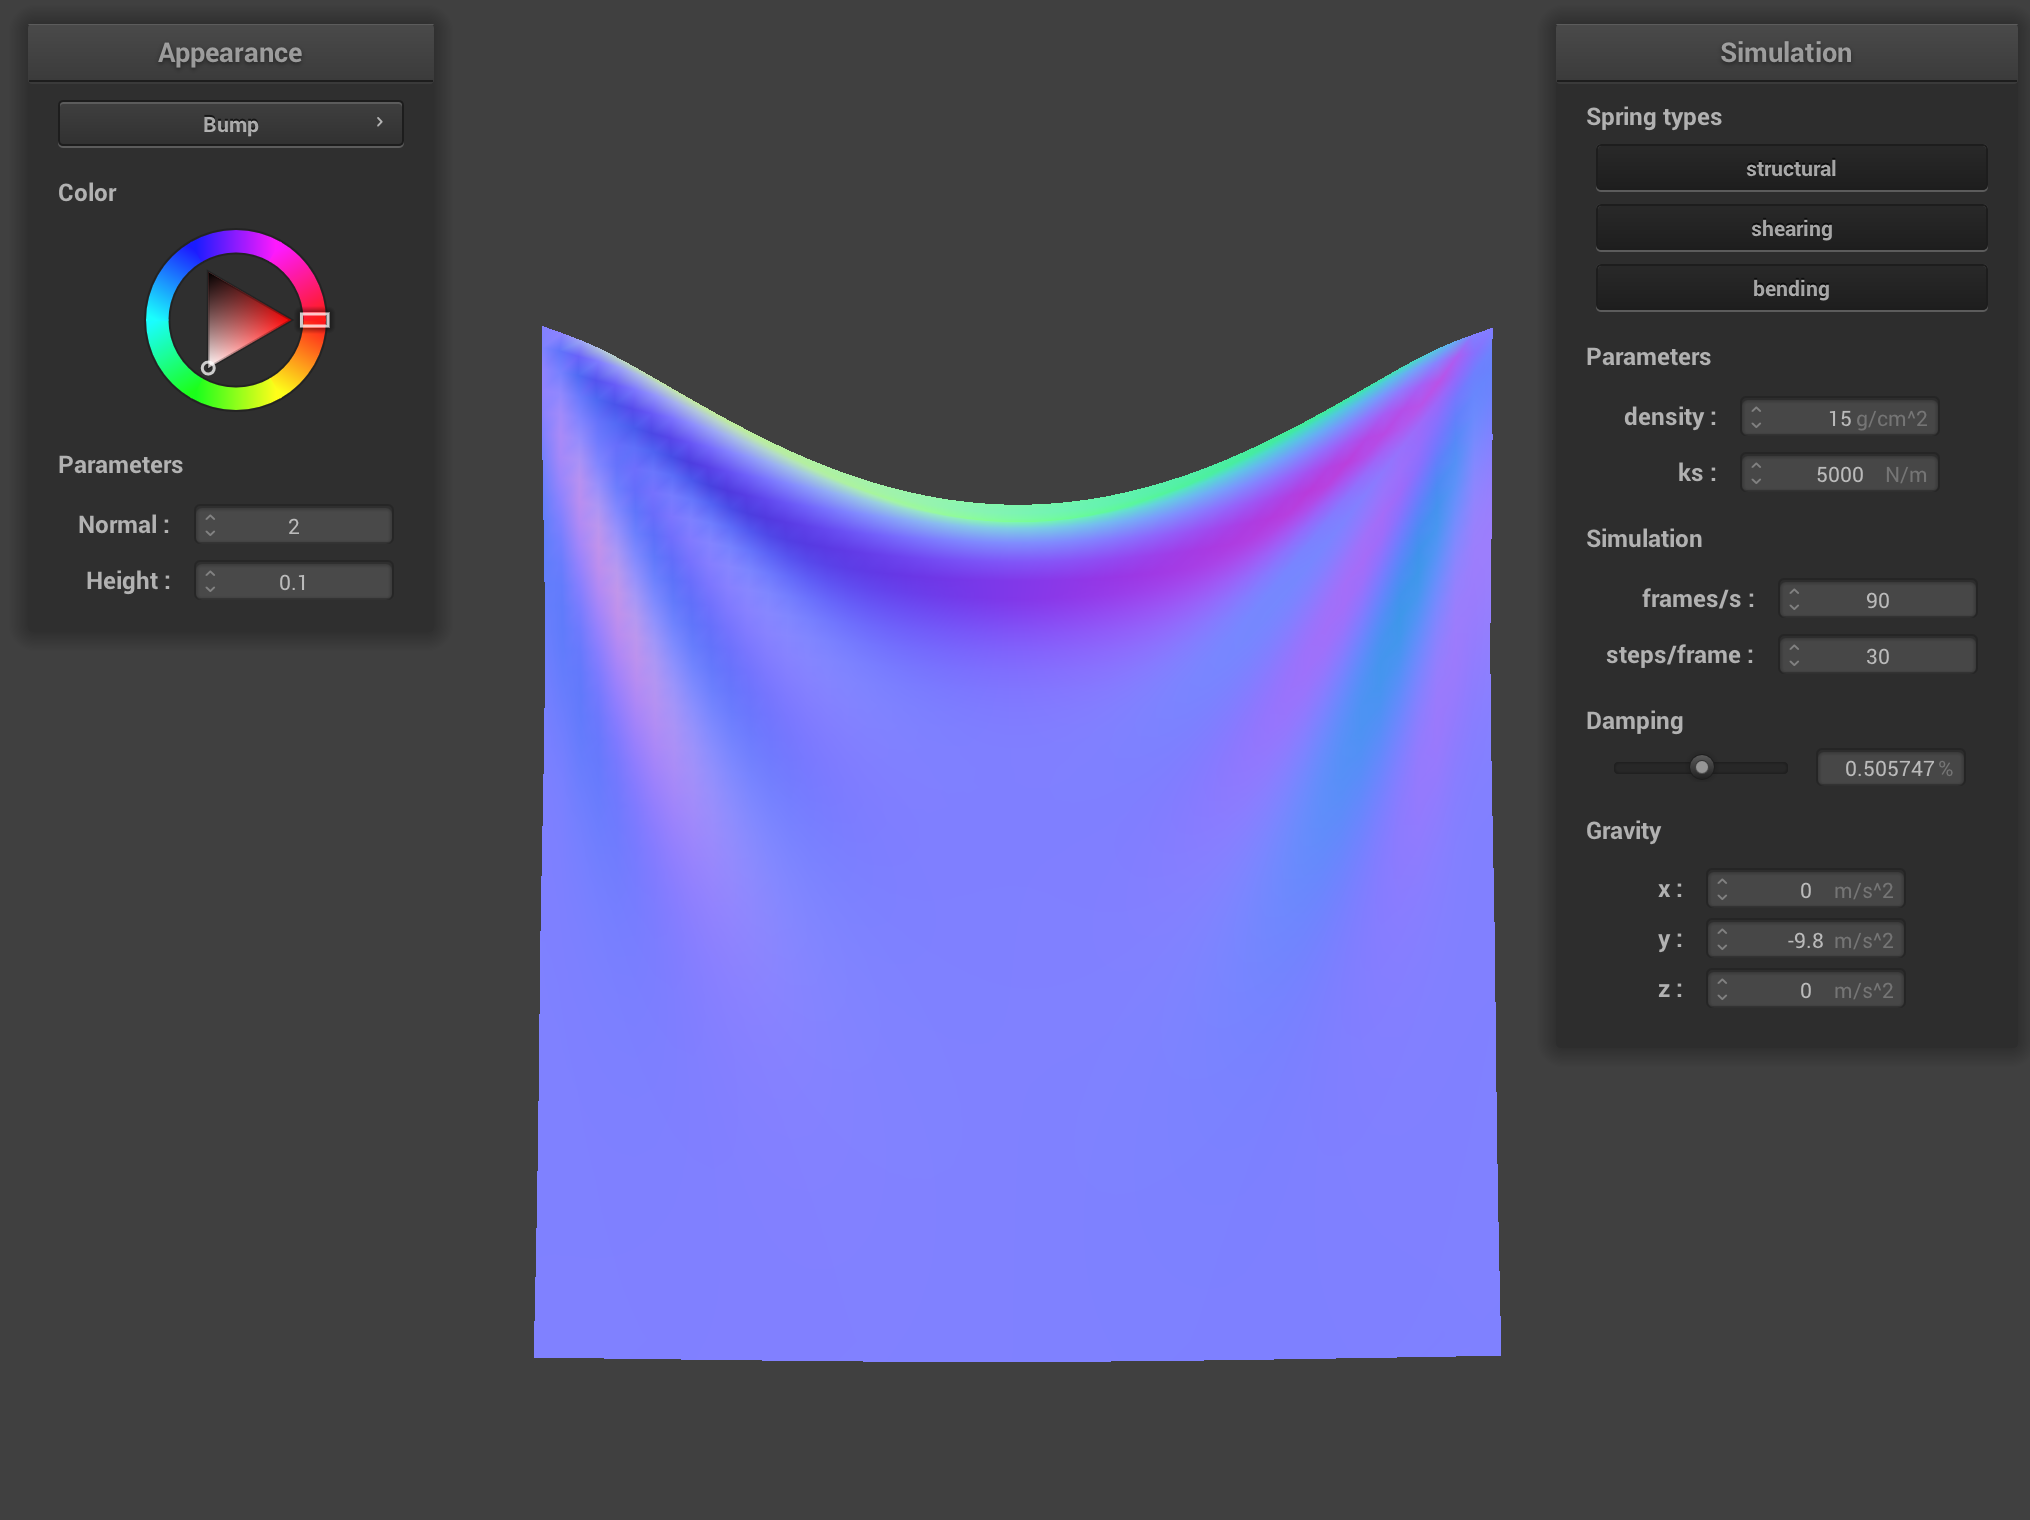 Appearance
Bump
Color
Parameters
Normal : 2
Height : 0.1
Simulation
Spring types
structural
shearing
bending
Parameters
density : 15 g/cm^2
ks : 5000 N/m
Simulation
frames/s : 90
steps/frame : 30
Damping
0.505747 %
Gravity
x : 0 m/s^2
y : -9.8 m/s^2
z : 0 m/s^2